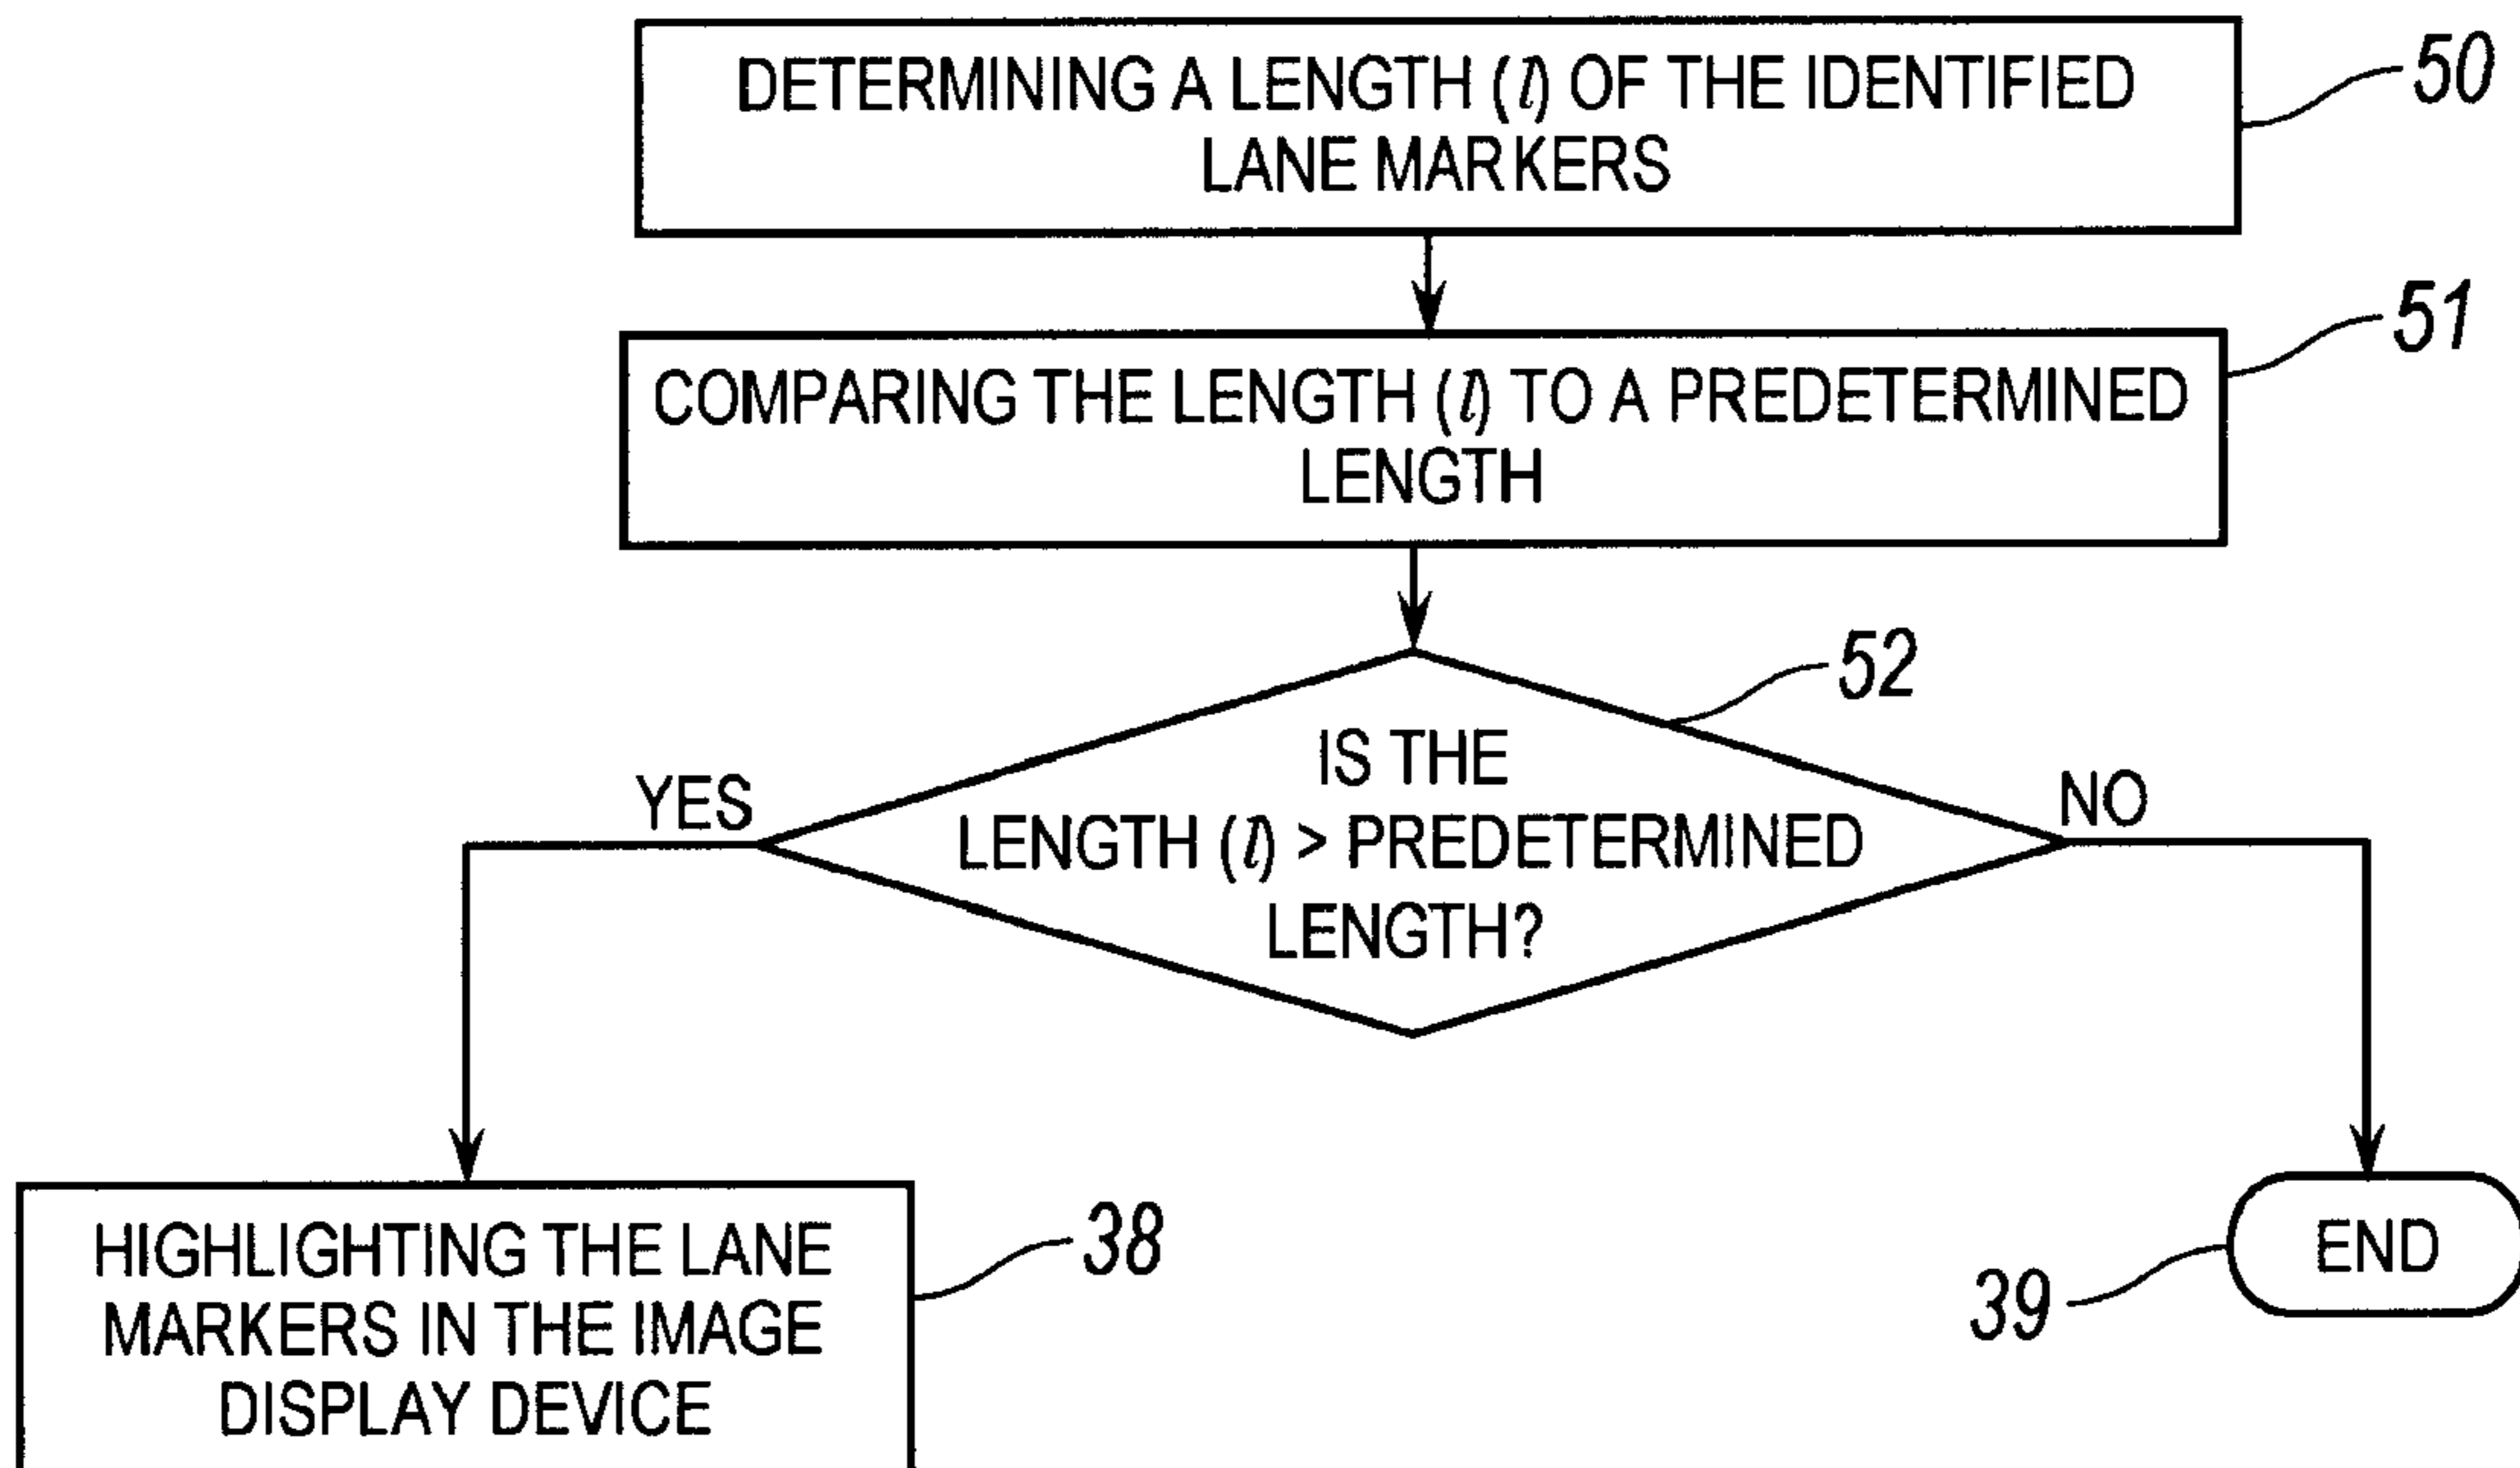 DETERMINING A LENGTH (l) OF THE IDENTIFIED
LANE MARKERS
50
COMPARING THE LENGTH (l) TO A PREDETERMINED
LENGTH
51
52
IS THE
LENGTH (l) > PREDETERMINED
LENGTH?
YES
NO
HIGHLIGHTING THE LANE
MARKERS IN THE IMAGE
DISPLAY DEVICE
38
END
39